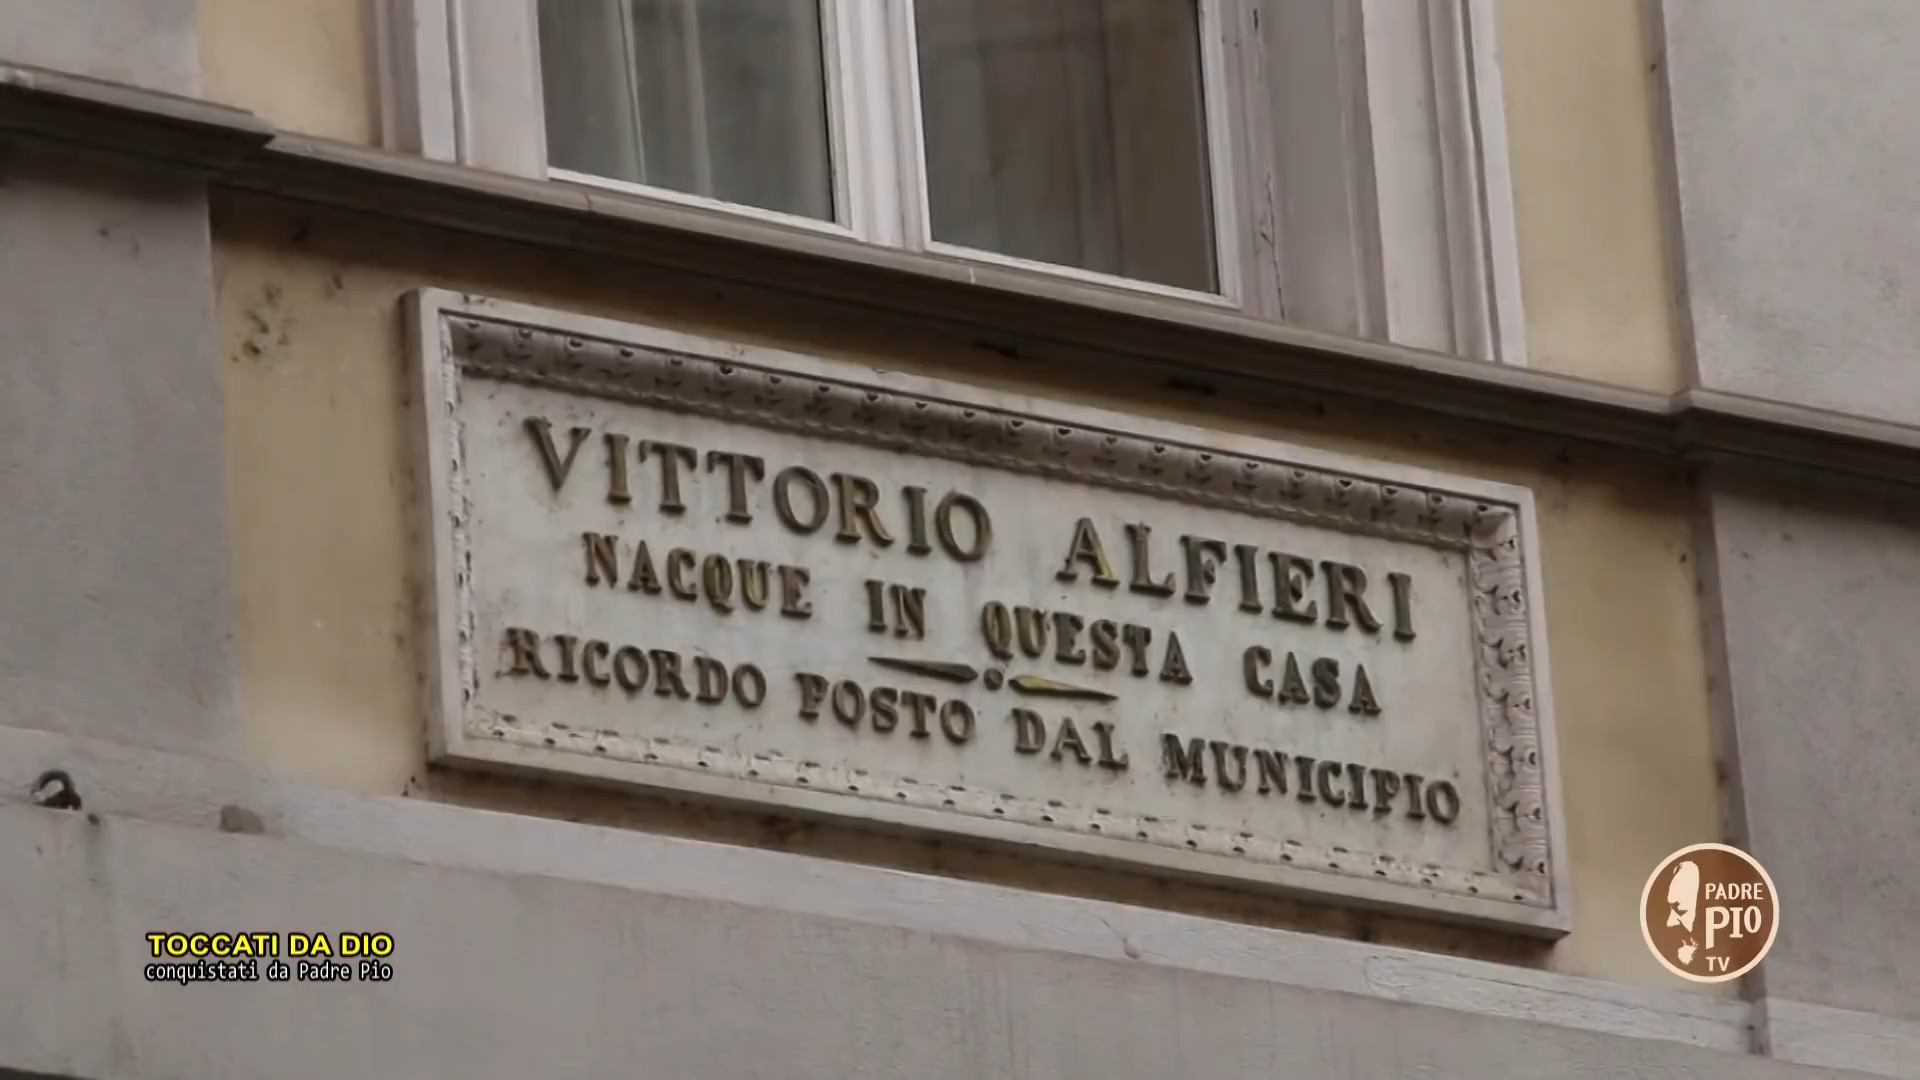 VITTORIO ALFIERI
NACQUE IN QUESTA CASA
RICORDO POSTO DAL MUNICIPIO
TOCCATI DA DIO
conquistati da Padre Pio
PADRE
PIO
TV